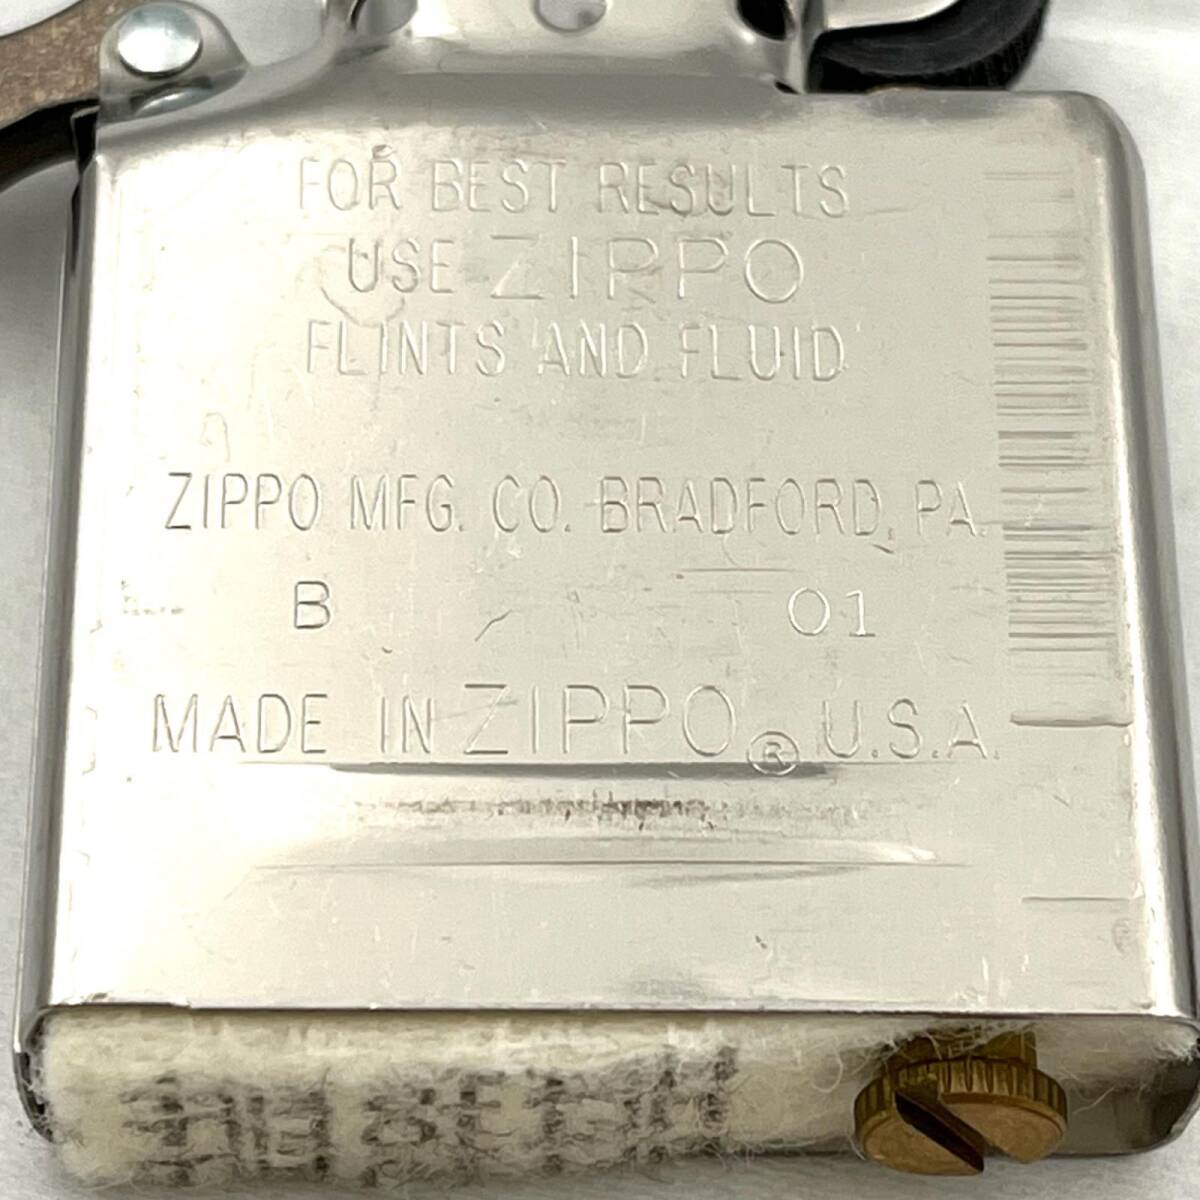 FOR BEST RESULTS
USE ZIPPO
FLINTS AND FLUID
ZIPPO MFG. CO. BRADFORD, PA.
B 01
MADE IN ZIPPO® U.S.A.